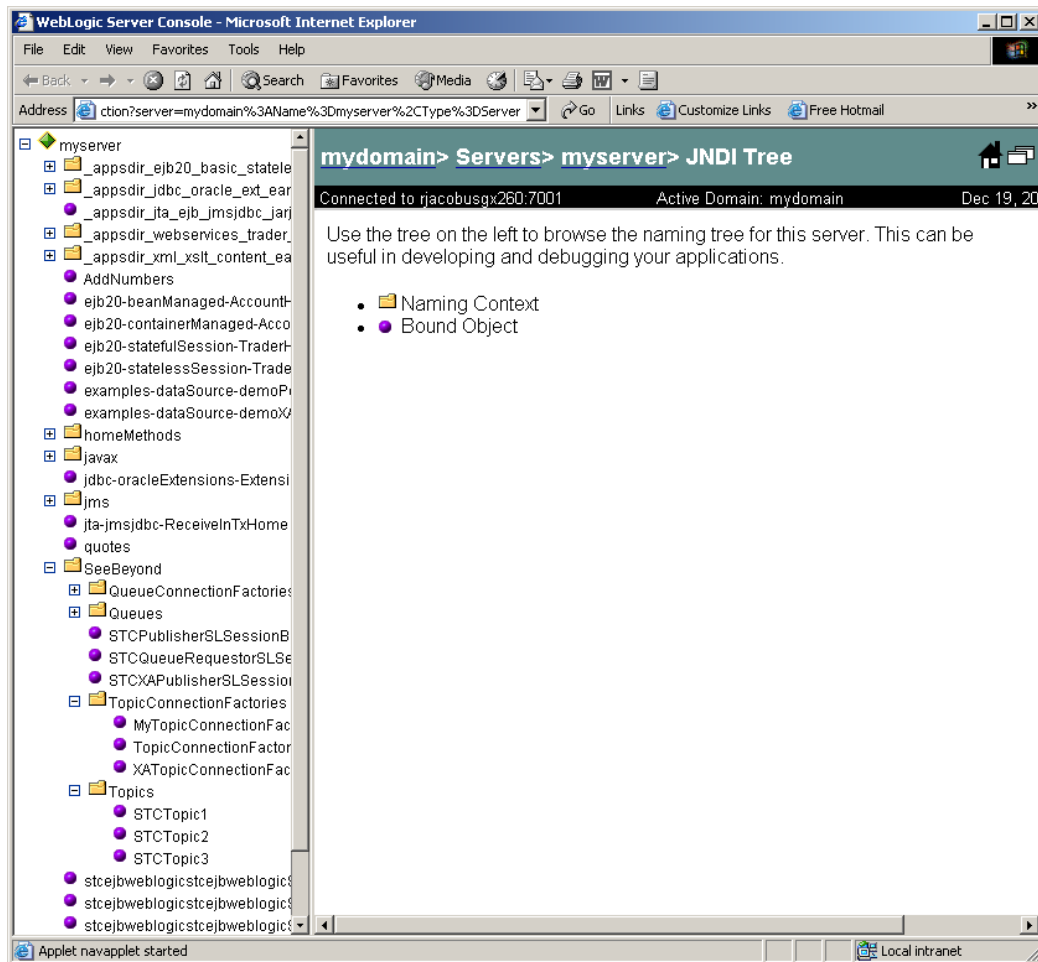 WebLogic Server Console - Microsoft Internet Explorer
File Edit View Favorites Tools Help
Back Search Favorites Media
Address ction?server=mydomain%3AName%3Dmyserver%2CType%3DServer Go Links Customize Links Free Hotmail »
myserver
_appsdir_ejb20_basic_statele
_appsdir_jdbc_oracle_ext_ear
_appsdir_jta_ejb_jmsjdbc_jarj
_appsdir_webservices_trader_
_appsdir_xml_xslt_content_ea
AddNumbers
ejb20-beanManaged-AccountH
ejb20-containerManaged-Acco
ejb20-statefulSession-TraderH
ejb20-statelessSession-Trade
examples-dataSource-demoP
examples-dataSource-demoXA
homeMethods
javax
jdbc-oracleExtensions-Extensi
jms
jta-jmsjdbc-ReceiveInTxHome
quotes
SeeBeyond
QueueConnectionFactories
Queues
STCPublisherSLSessionB
STCQueueRequestorSLSe
STCXAPublisherSLSession
TopicConnectionFactories
MyTopicConnectionFac
TopicConnectionFactor
XATopicConnectionFac
Topics
STCTopic1
STCTopic2
STCTopic3
stcejbweblogicstcejbweblogicS
stcejbweblogicstcejbweblogicS
stcejbweblogicstcejbweblogicS
mydomain> Servers> myserver> JNDI Tree
Connected to rjacobusgx260:7001 Active Domain: mydomain Dec 19, 20
Use the tree on the left to browse the naming tree for this server. This can be
useful in developing and debugging your applications.
Naming Context
Bound Object
Applet navapplet started Local intranet